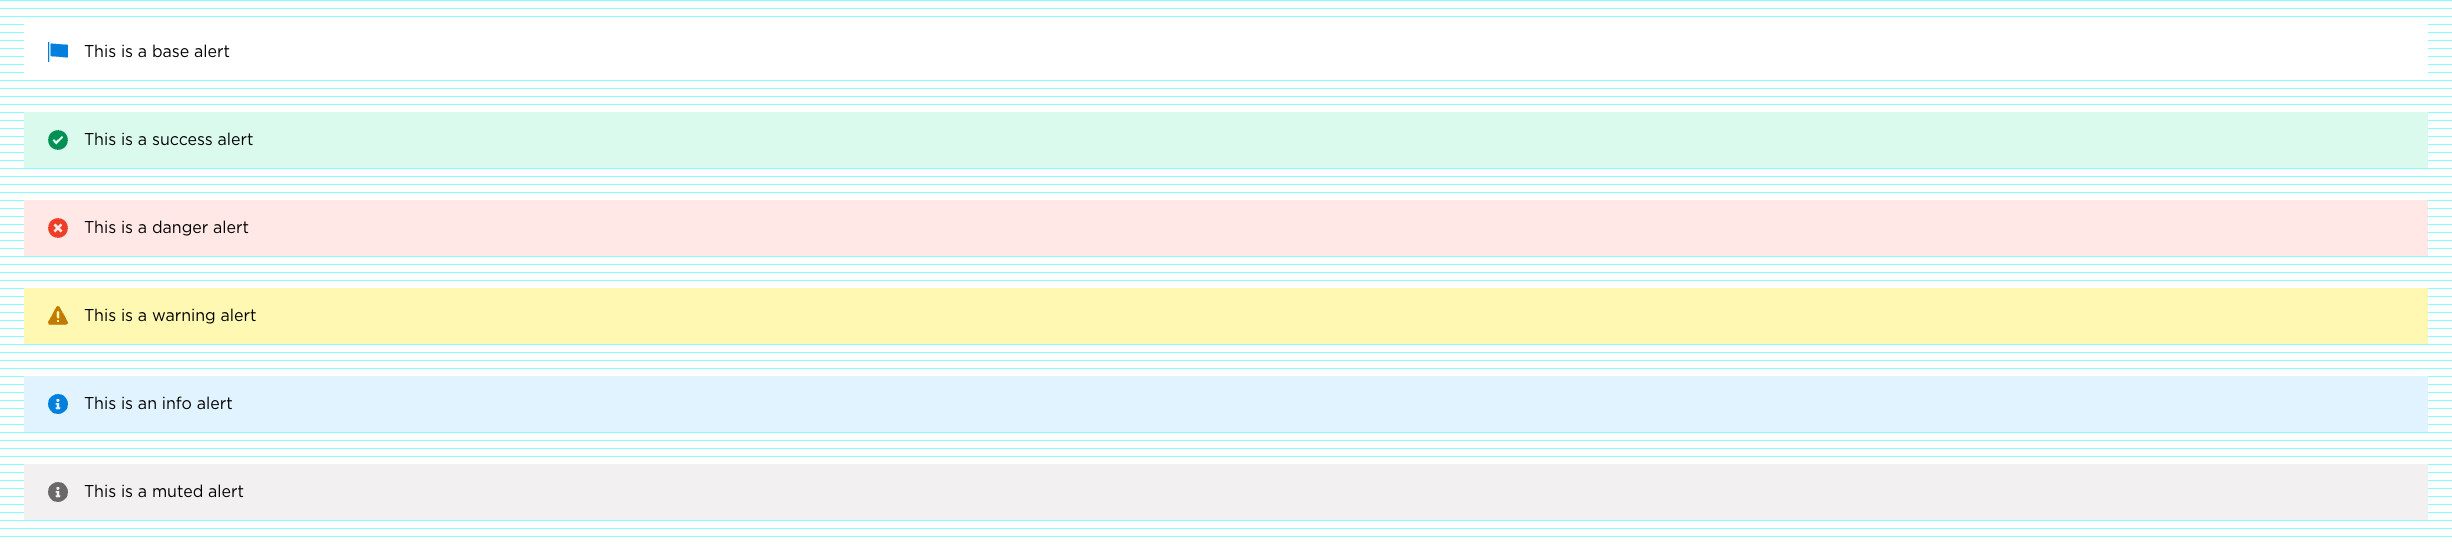 This is a base alert
This is a success alert
This is a danger alert
This is a warning alert
This is an info alert
This is a muted alert